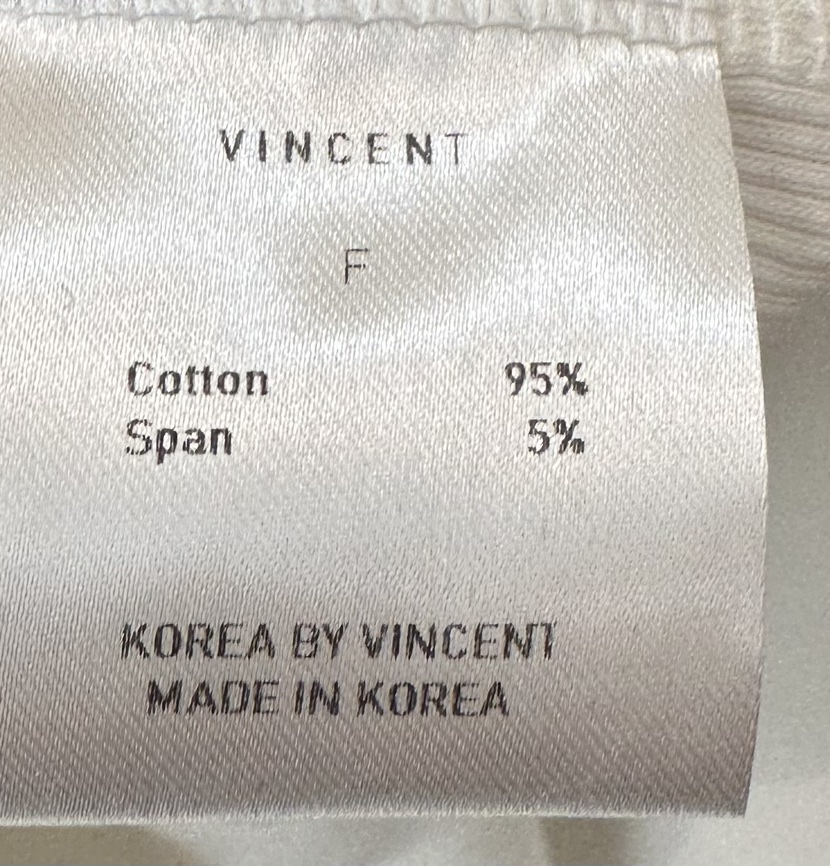 VINCENT
F
Cotton 95%
Span 5%
KOREA BY VINCENT
MADE IN KOREA